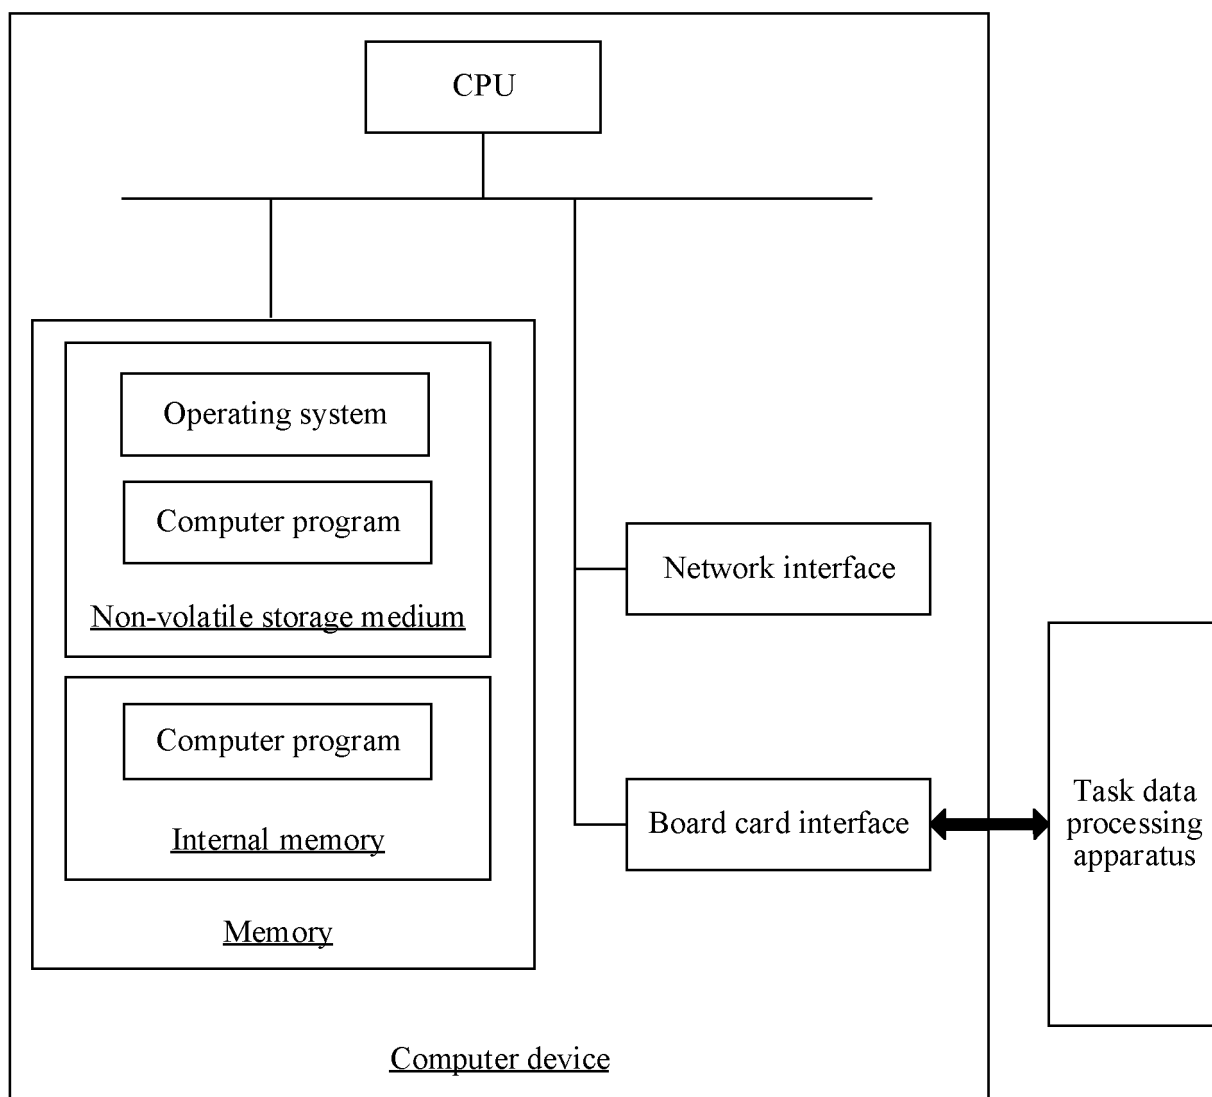 CPU
Operating system
Computer program
Non-volatile storage medium
Computer program
Internal memory
Memory
Network interface
Board card interface
Task data
processing
apparatus
Computer device